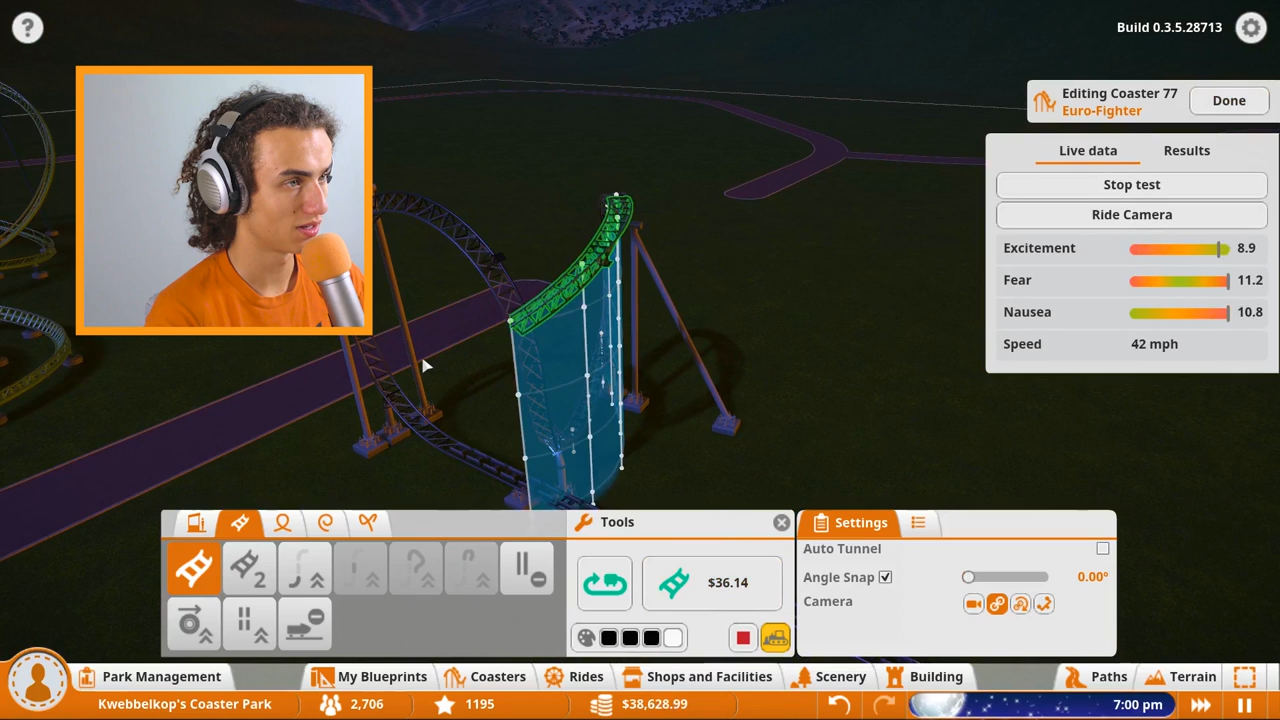 ?
Build 0.3.5.28713
Editing Coaster 77
Euro-Fighter
Done
Live data
Results
Stop test
Ride Camera
Excitement 8.9
Fear 11.2
Nausea 10.8
Speed 42 mph
Tools
Settings
2
$36.14
Auto Tunnel
Angle Snap 0.00°
Camera
Park Management
My Blueprints
Coasters
Rides
Shops and Facilities
Scenery
Building
Paths
Terrain
Kwebbelkop's Coaster Park
2,706
1195
$38,628.99
7:00 pm